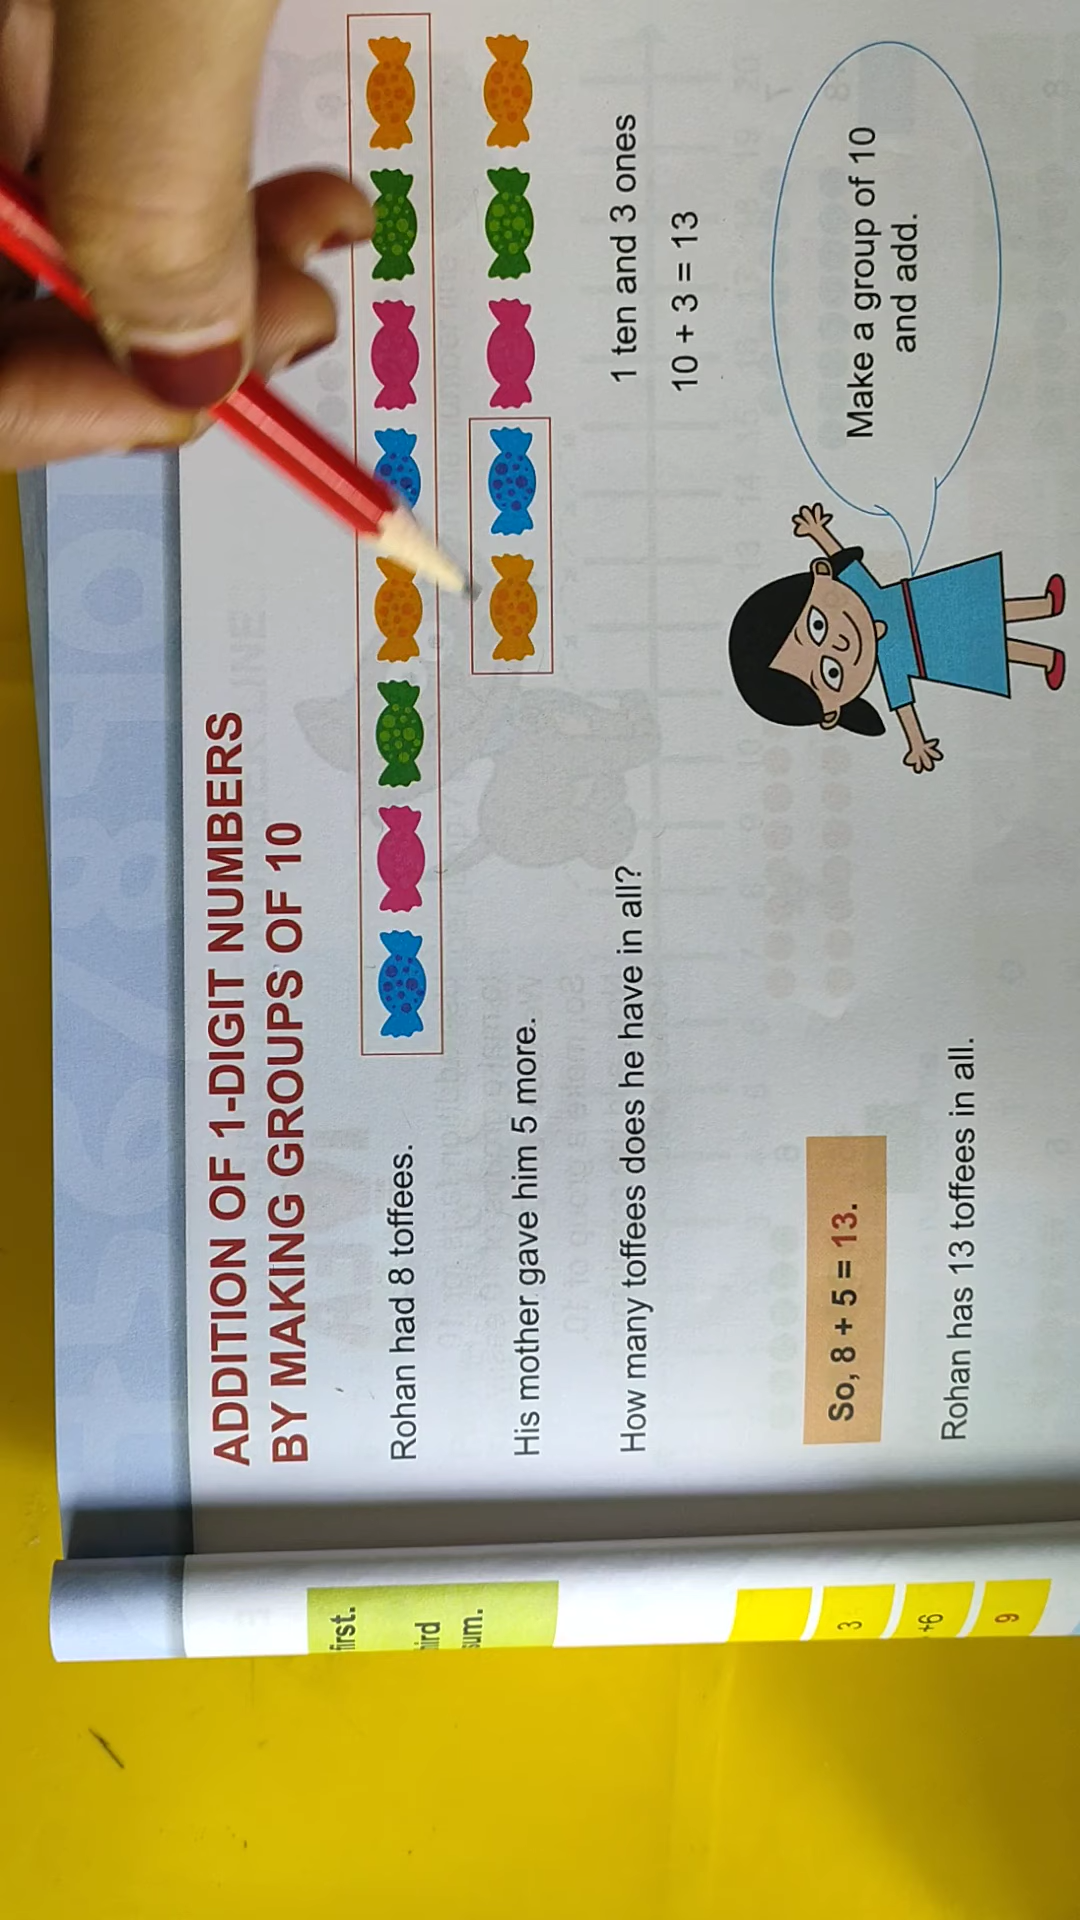 ADDITION OF 1-DIGIT NUMBERS
BY MAKING GROUPS OF 10
Rohan had 8 toffees.
His mother gave him 5 more.
How many toffees does he have in all?
1 ten and 3 ones
10 + 3 = 13
So, 8 + 5 = 13.
Make a group of 10
and add.
Rohan has 13 toffees in all.
first.
sum.
3
+6
9